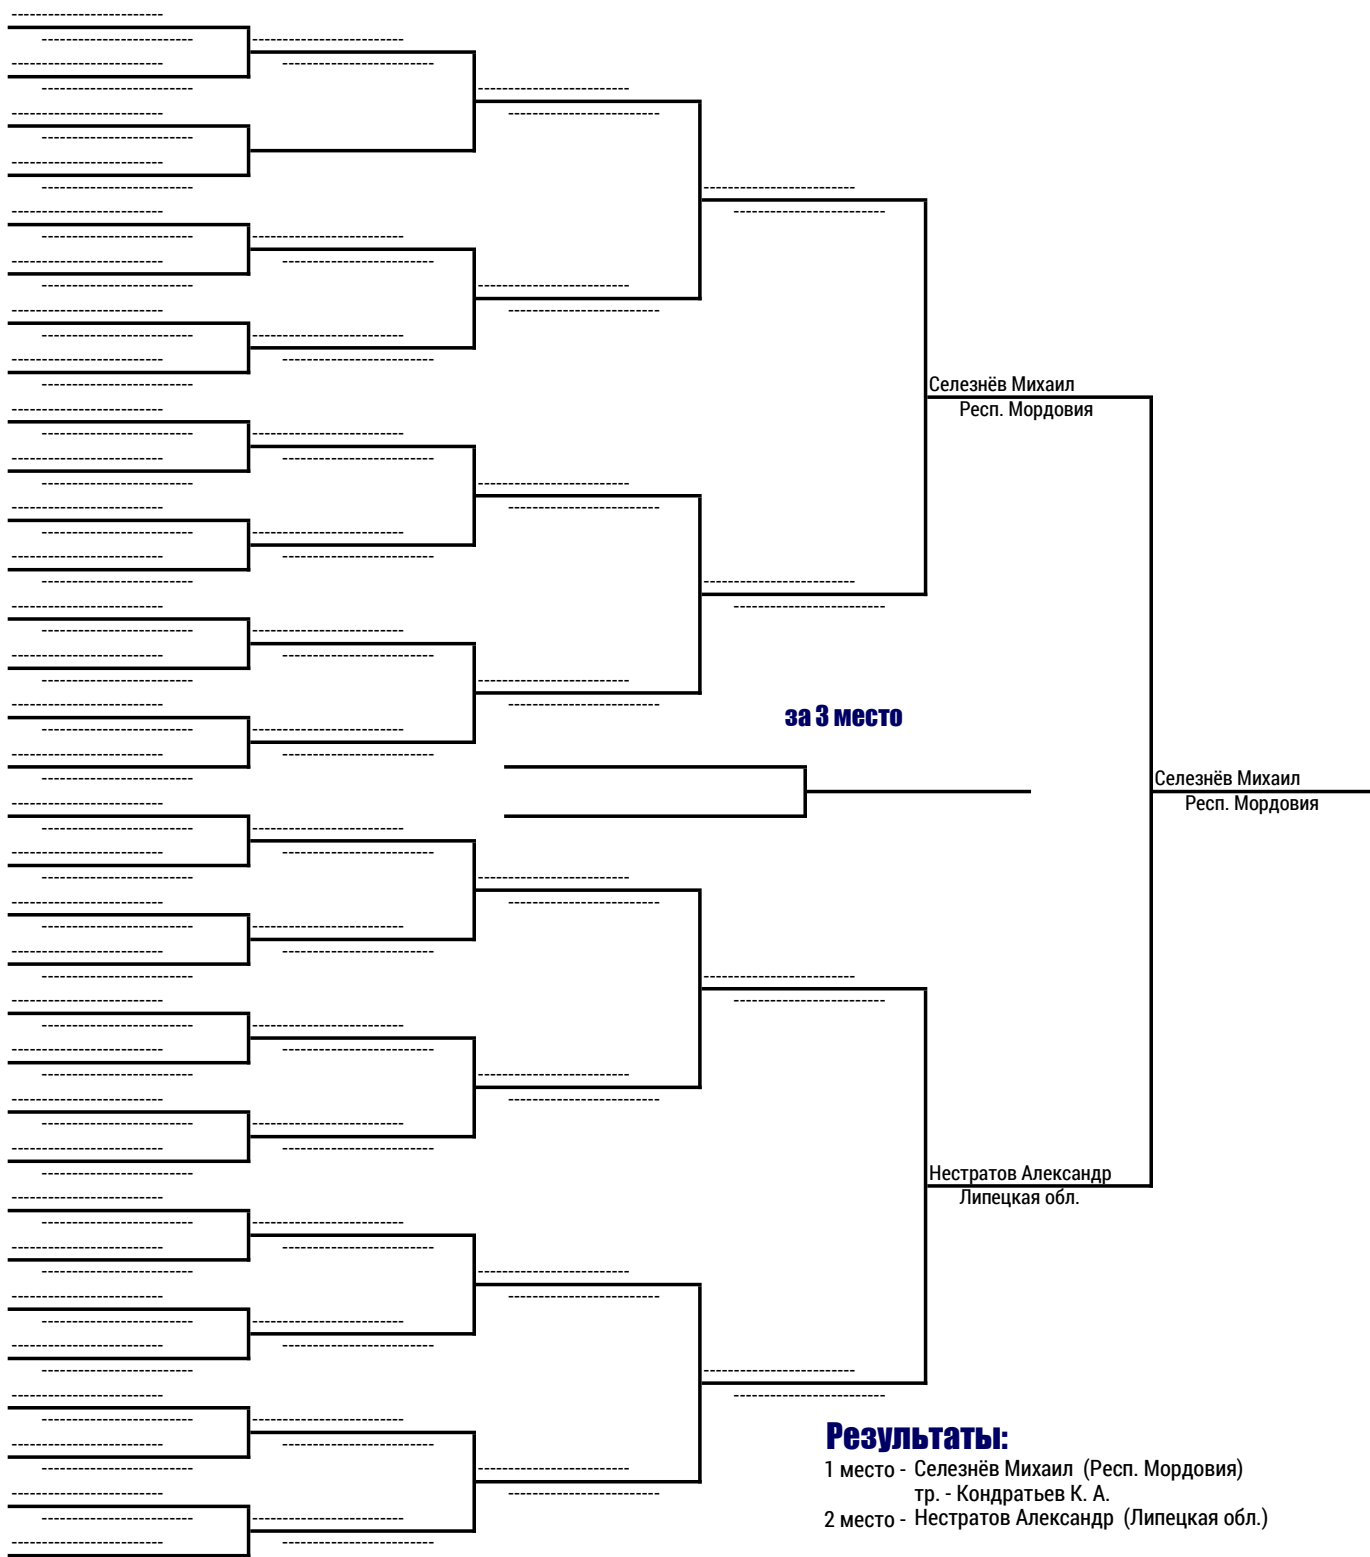 Селезнёв Михаил
Респ. Мордовия
за 3 место
Селезнёв Михаил
Респ. Мордовия
Нестратов Александр
Липецкая обл.
Результаты:
1 место - Селезнёв Михаил (Респ. Мордовия)
тр. - Кондратьев К. А.
2 место - Нестратов Александр (Липецкая обл.)